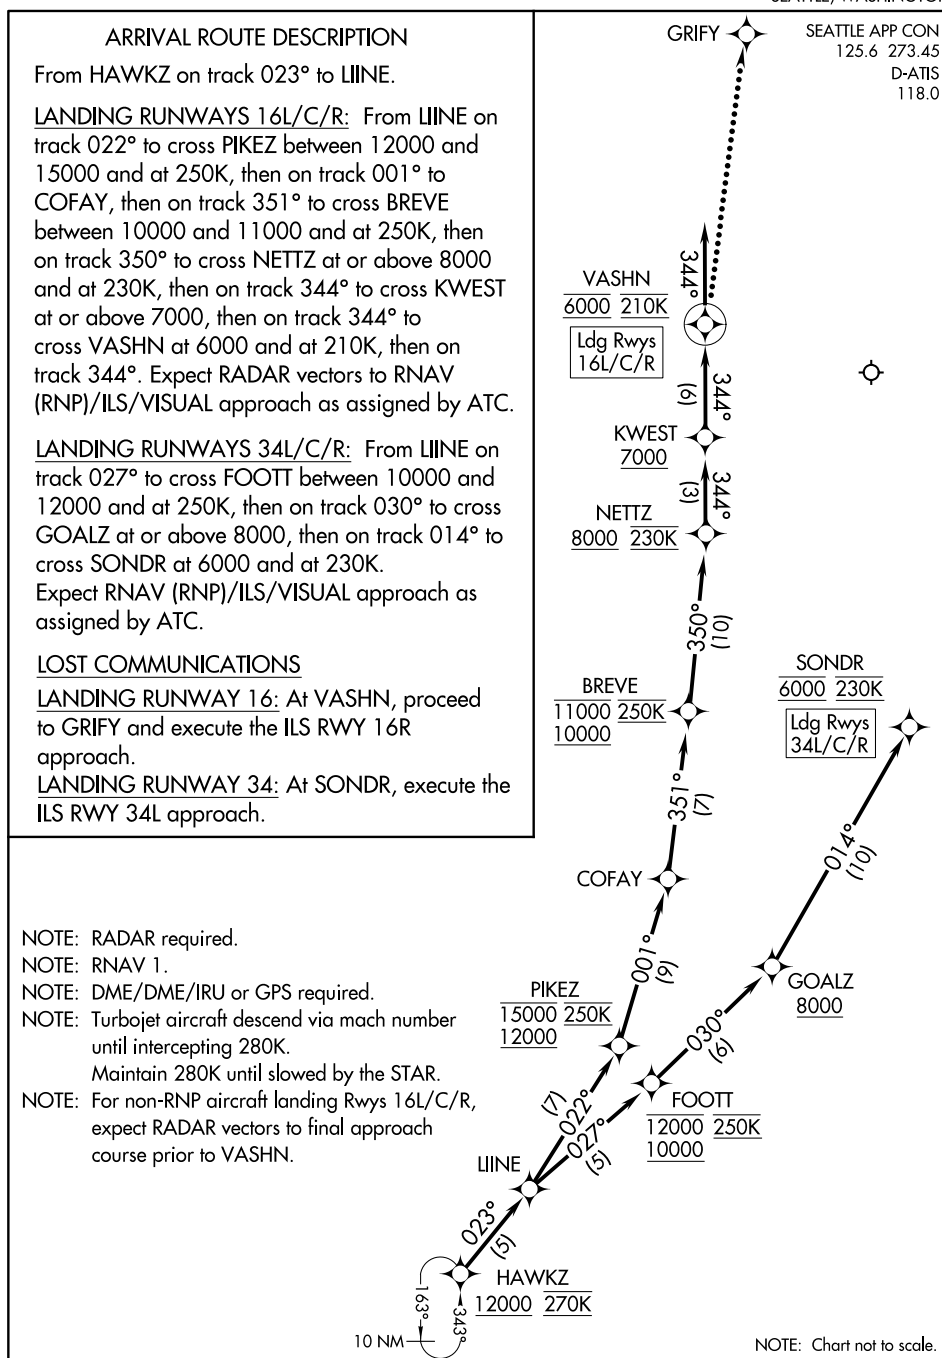 ARRIVAL ROUTE DESCRIPTION
From HAWKZ on track 023° to LIINE.
LANDING RUNWAYS 16L/C/R: From LIINE on
track 022° to cross PIKEZ between 12000 and
15000 and at 250K, then on track 001° to
COFAY, then on track 351° to cross BREVE
between 10000 and 11000 and at 250K, then
on track 350° to cross NETTZ at or above 8000
and at 230K, then on track 344° to cross KWEST
at or above 7000, then on track 344° to
cross VASHN at 6000 and at 210K, then on
track 344°. Expect RADAR vectors to RNAV
(RNP)/ILS/VISUAL approach as assigned by ATC.
LANDING RUNWAYS 34L/C/R: From LIINE on
track 027° to cross FOOTT between 10000 and
12000 and at 250K, then on track 030° to cross
GOALZ at or above 8000, then on track 014° to
cross SONDR at 6000 and at 230K.
Expect RNAV (RNP)/ILS/VISUAL approach as
assigned by ATC.
LOST COMMUNICATIONS
LANDING RUNWAY 16: At VASHN, proceed
to GRIFY and execute the ILS RWY 16R
approach.
LANDING RUNWAY 34: At SONDR, execute the
ILS RWY 34L approach.
NOTE: RADAR required.
NOTE: RNAV 1.
NOTE: DME/DME/IRU or GPS required.
NOTE: Turbojet aircraft descend via mach number
until intercepting 280K.
Maintain 280K until slowed by the STAR.
NOTE: For non-RNP aircraft landing Rwys 16L/C/R,
expect RADAR vectors to final approach
course prior to VASHN.
GRIFY
SEATTLE APP CON
125.6 273.45
D-ATIS
118.0
344°
VASHN
6000 210K
Ldg Rwys
16L/C/R
344°
(6)
KWEST
7000
344°
(3)
NETTZ
8000 230K
350°
(10)
BREVE
11000 250K
10000
SONDR
6000 230K
Ldg Rwys
34L/C/R
351°
(7)
014°
(10)
COFAY
001°
(9)
GOALZ
8000
PIKEZ
15000 250K
12000
030°
(6)
FOOTT
12000 250K
10000
022°
(7)
027°
(5)
LIINE
023°
(5)
HAWKZ
12000 270K
163°
343°
10 NM
NOTE: Chart not to scale.